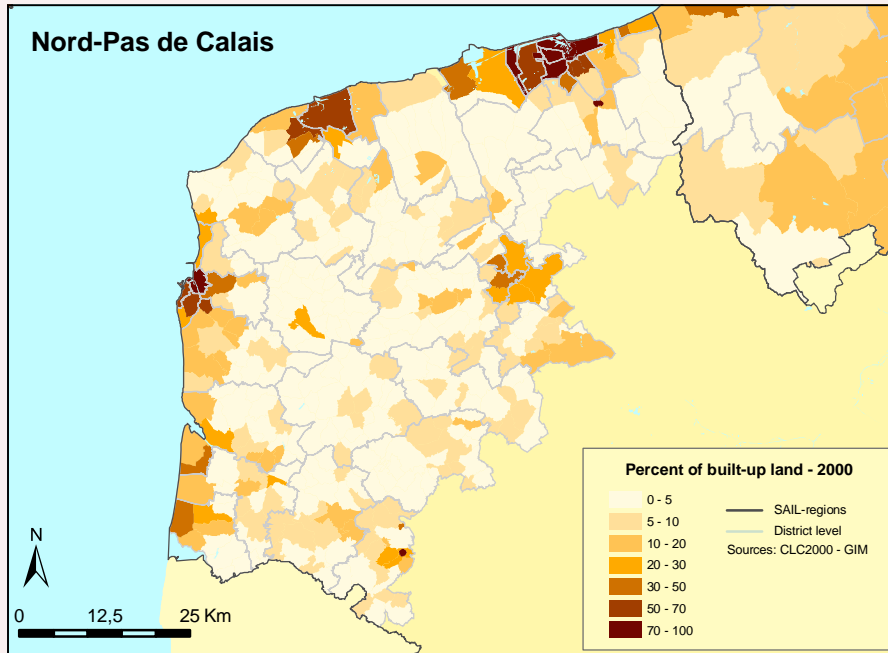 Nord-Pas de Calais
Percent of built-up land - 2000
0 - 5
5 - 10
10 - 20
20 - 30
30 - 50
50 - 70
70 - 100
SAIL-regions
District level
Sources: CLC2000 - GIM
N
0 12,5 25 Km